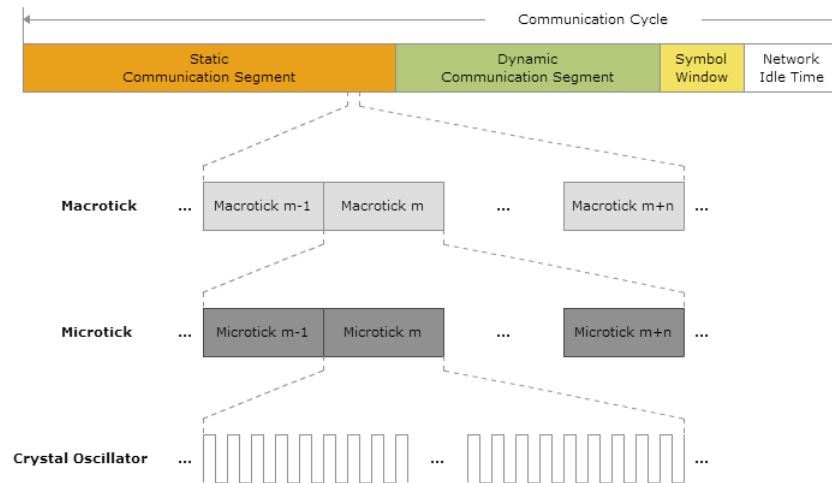 Communication Cycle
Static
Communication Segment
Dynamic
Communication Segment
Symbol
Window
Network
Idle Time
Macrotick ... Macrotick m-1 Macrotick m ... Macrotick m+n ...
Microtick ... Microtick m-1 Microtick m ... Microtick m+n ...
Crystal Oscillator ... ... ...